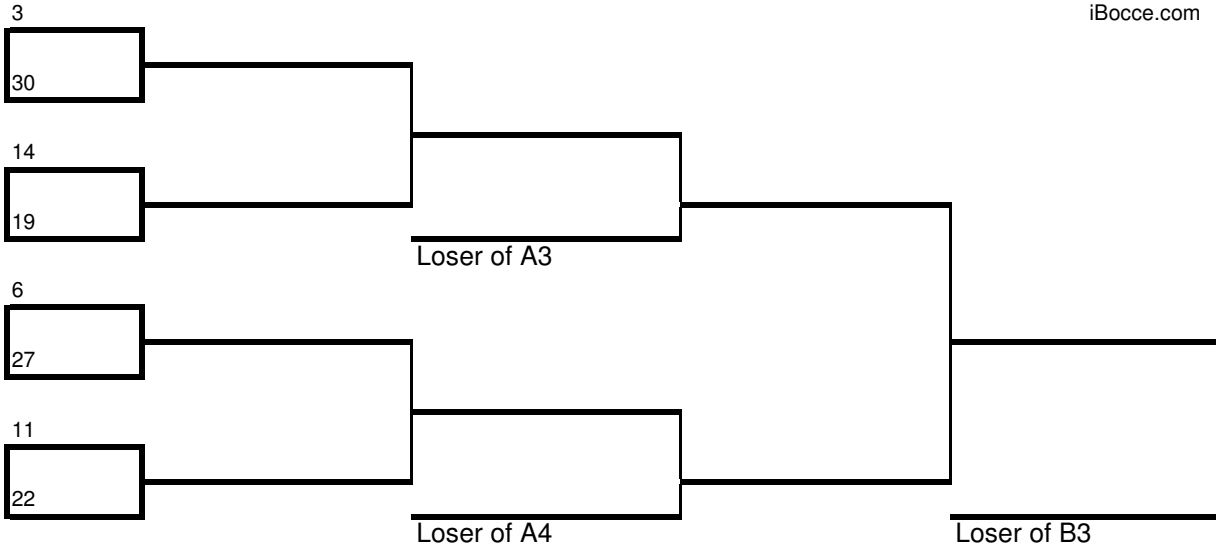 3
iBocce.com
30
14
19
Loser of A3
6
27
11
22
Loser of A4
Loser of B3